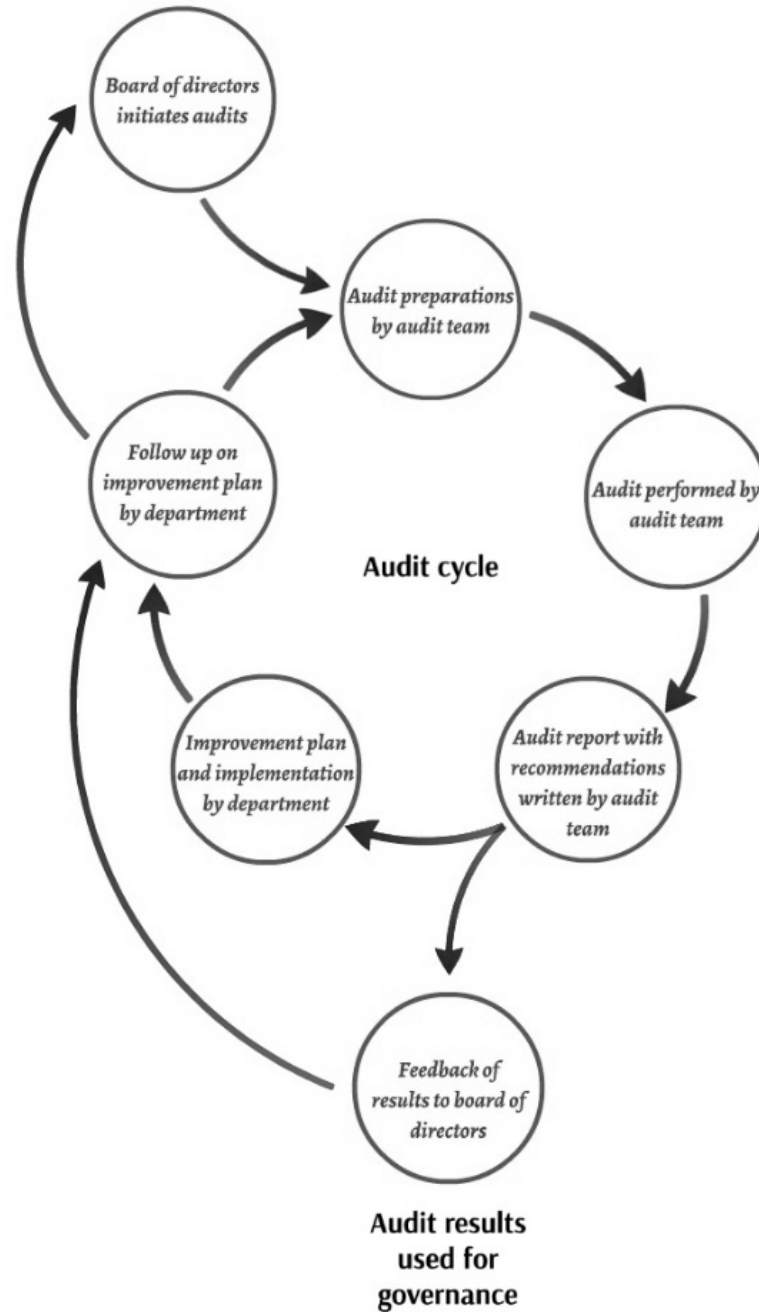 Board of directors
initiates audits
Audit preparations
by audit team
Follow up on
improvement plan
by department
Audit performed by
audit team
Audit cycle
Improvement plan
and implementation
by department
Audit report with
recommendations
written by audit
team
Feedback of
results to board of
directors
Audit results
used for
governance